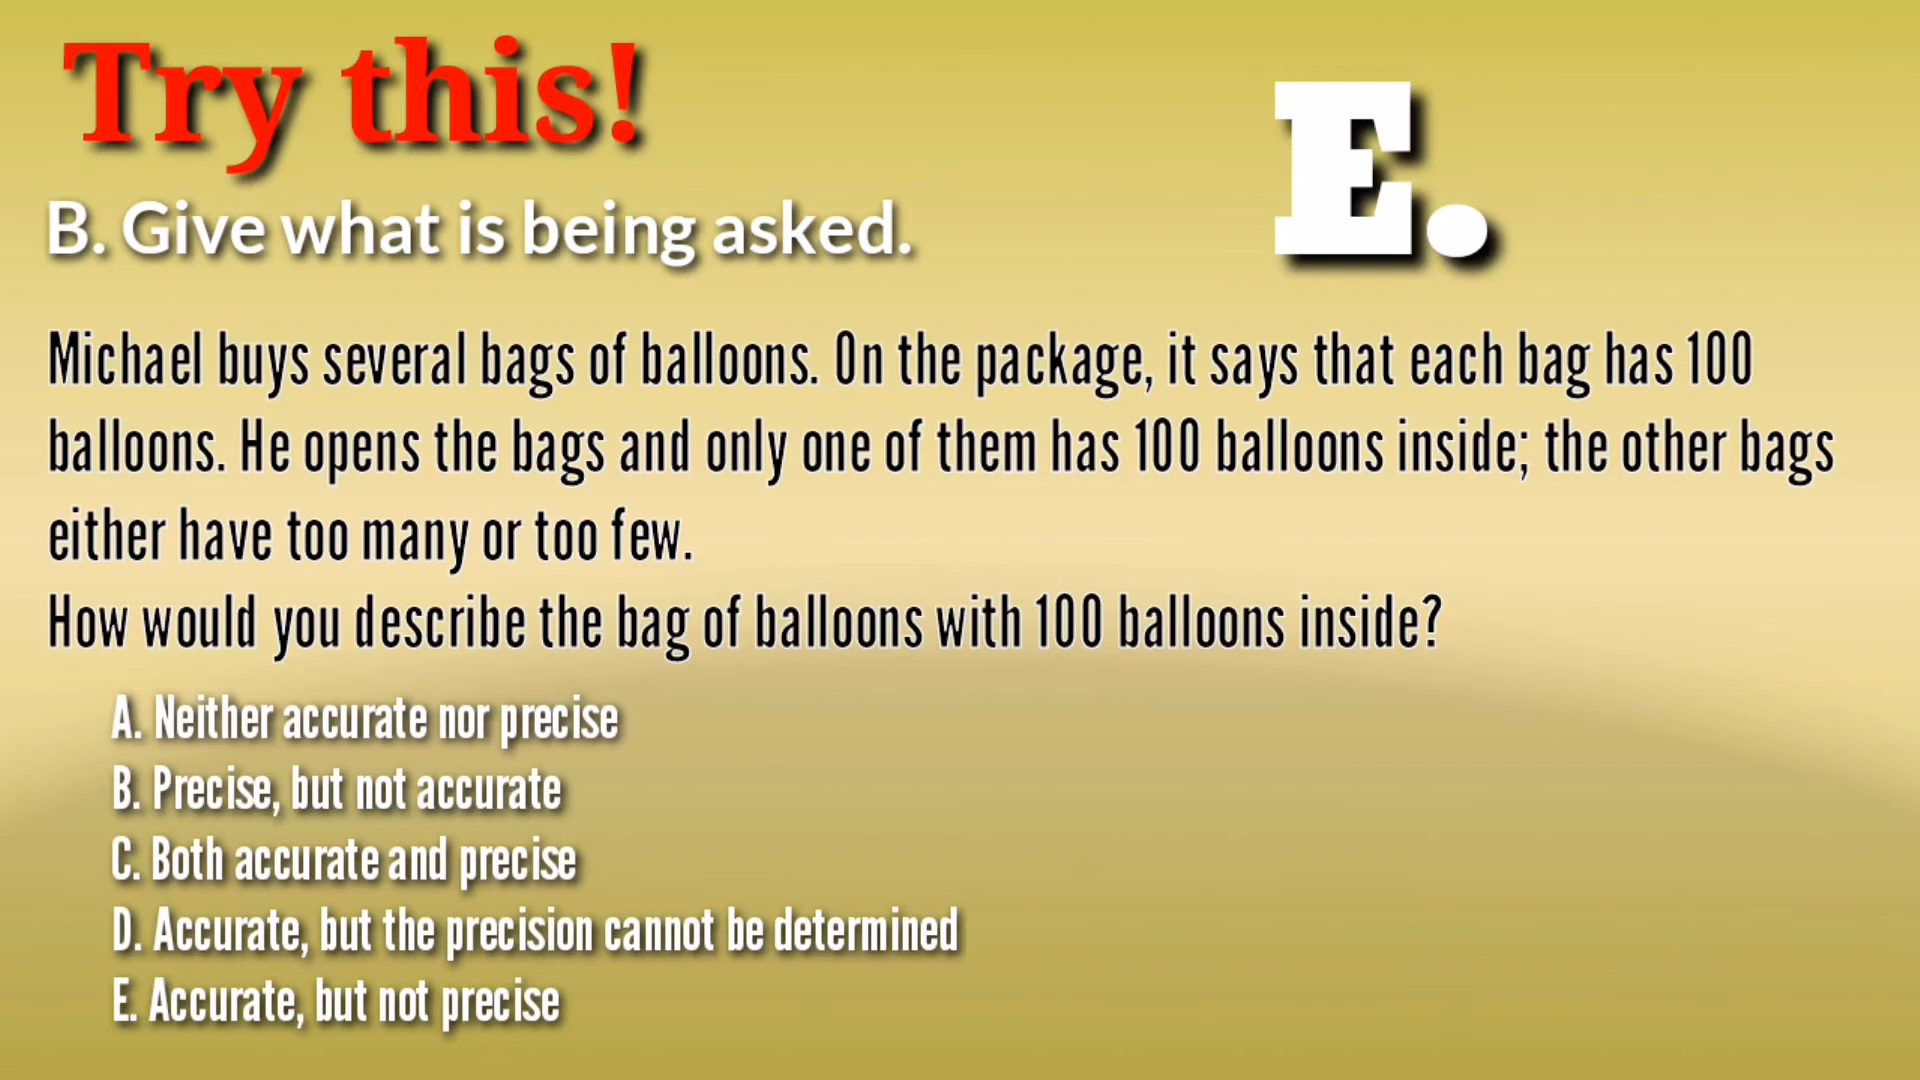 Try this!
E.
B. Give what is being asked.
Michael buys several bags of balloons. On the package, it says that each bag has 100
balloons. He opens the bags and only one of them has 100 balloons inside; the other bags
either have too many or too few.
How would you describe the bag of balloons with 100 balloons inside?
A. Neither accurate nor precise
B. Precise, but not accurate
C. Both accurate and precise
D. Accurate, but the precision cannot be determined
E. Accurate, but not precise